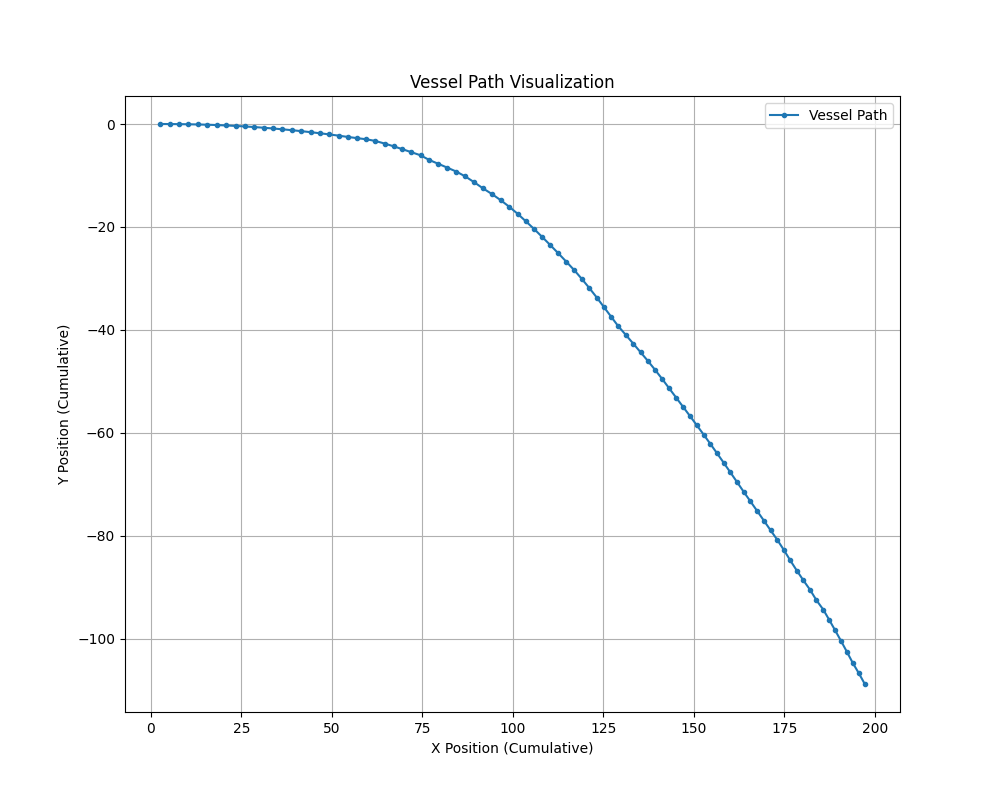 Vessel Path Visualization
Vessel Path
0
−20
−40
−60
−80
−100
Y Position (Cumulative)
0 25 50 75 100 125 150 175 200
X Position (Cumulative)